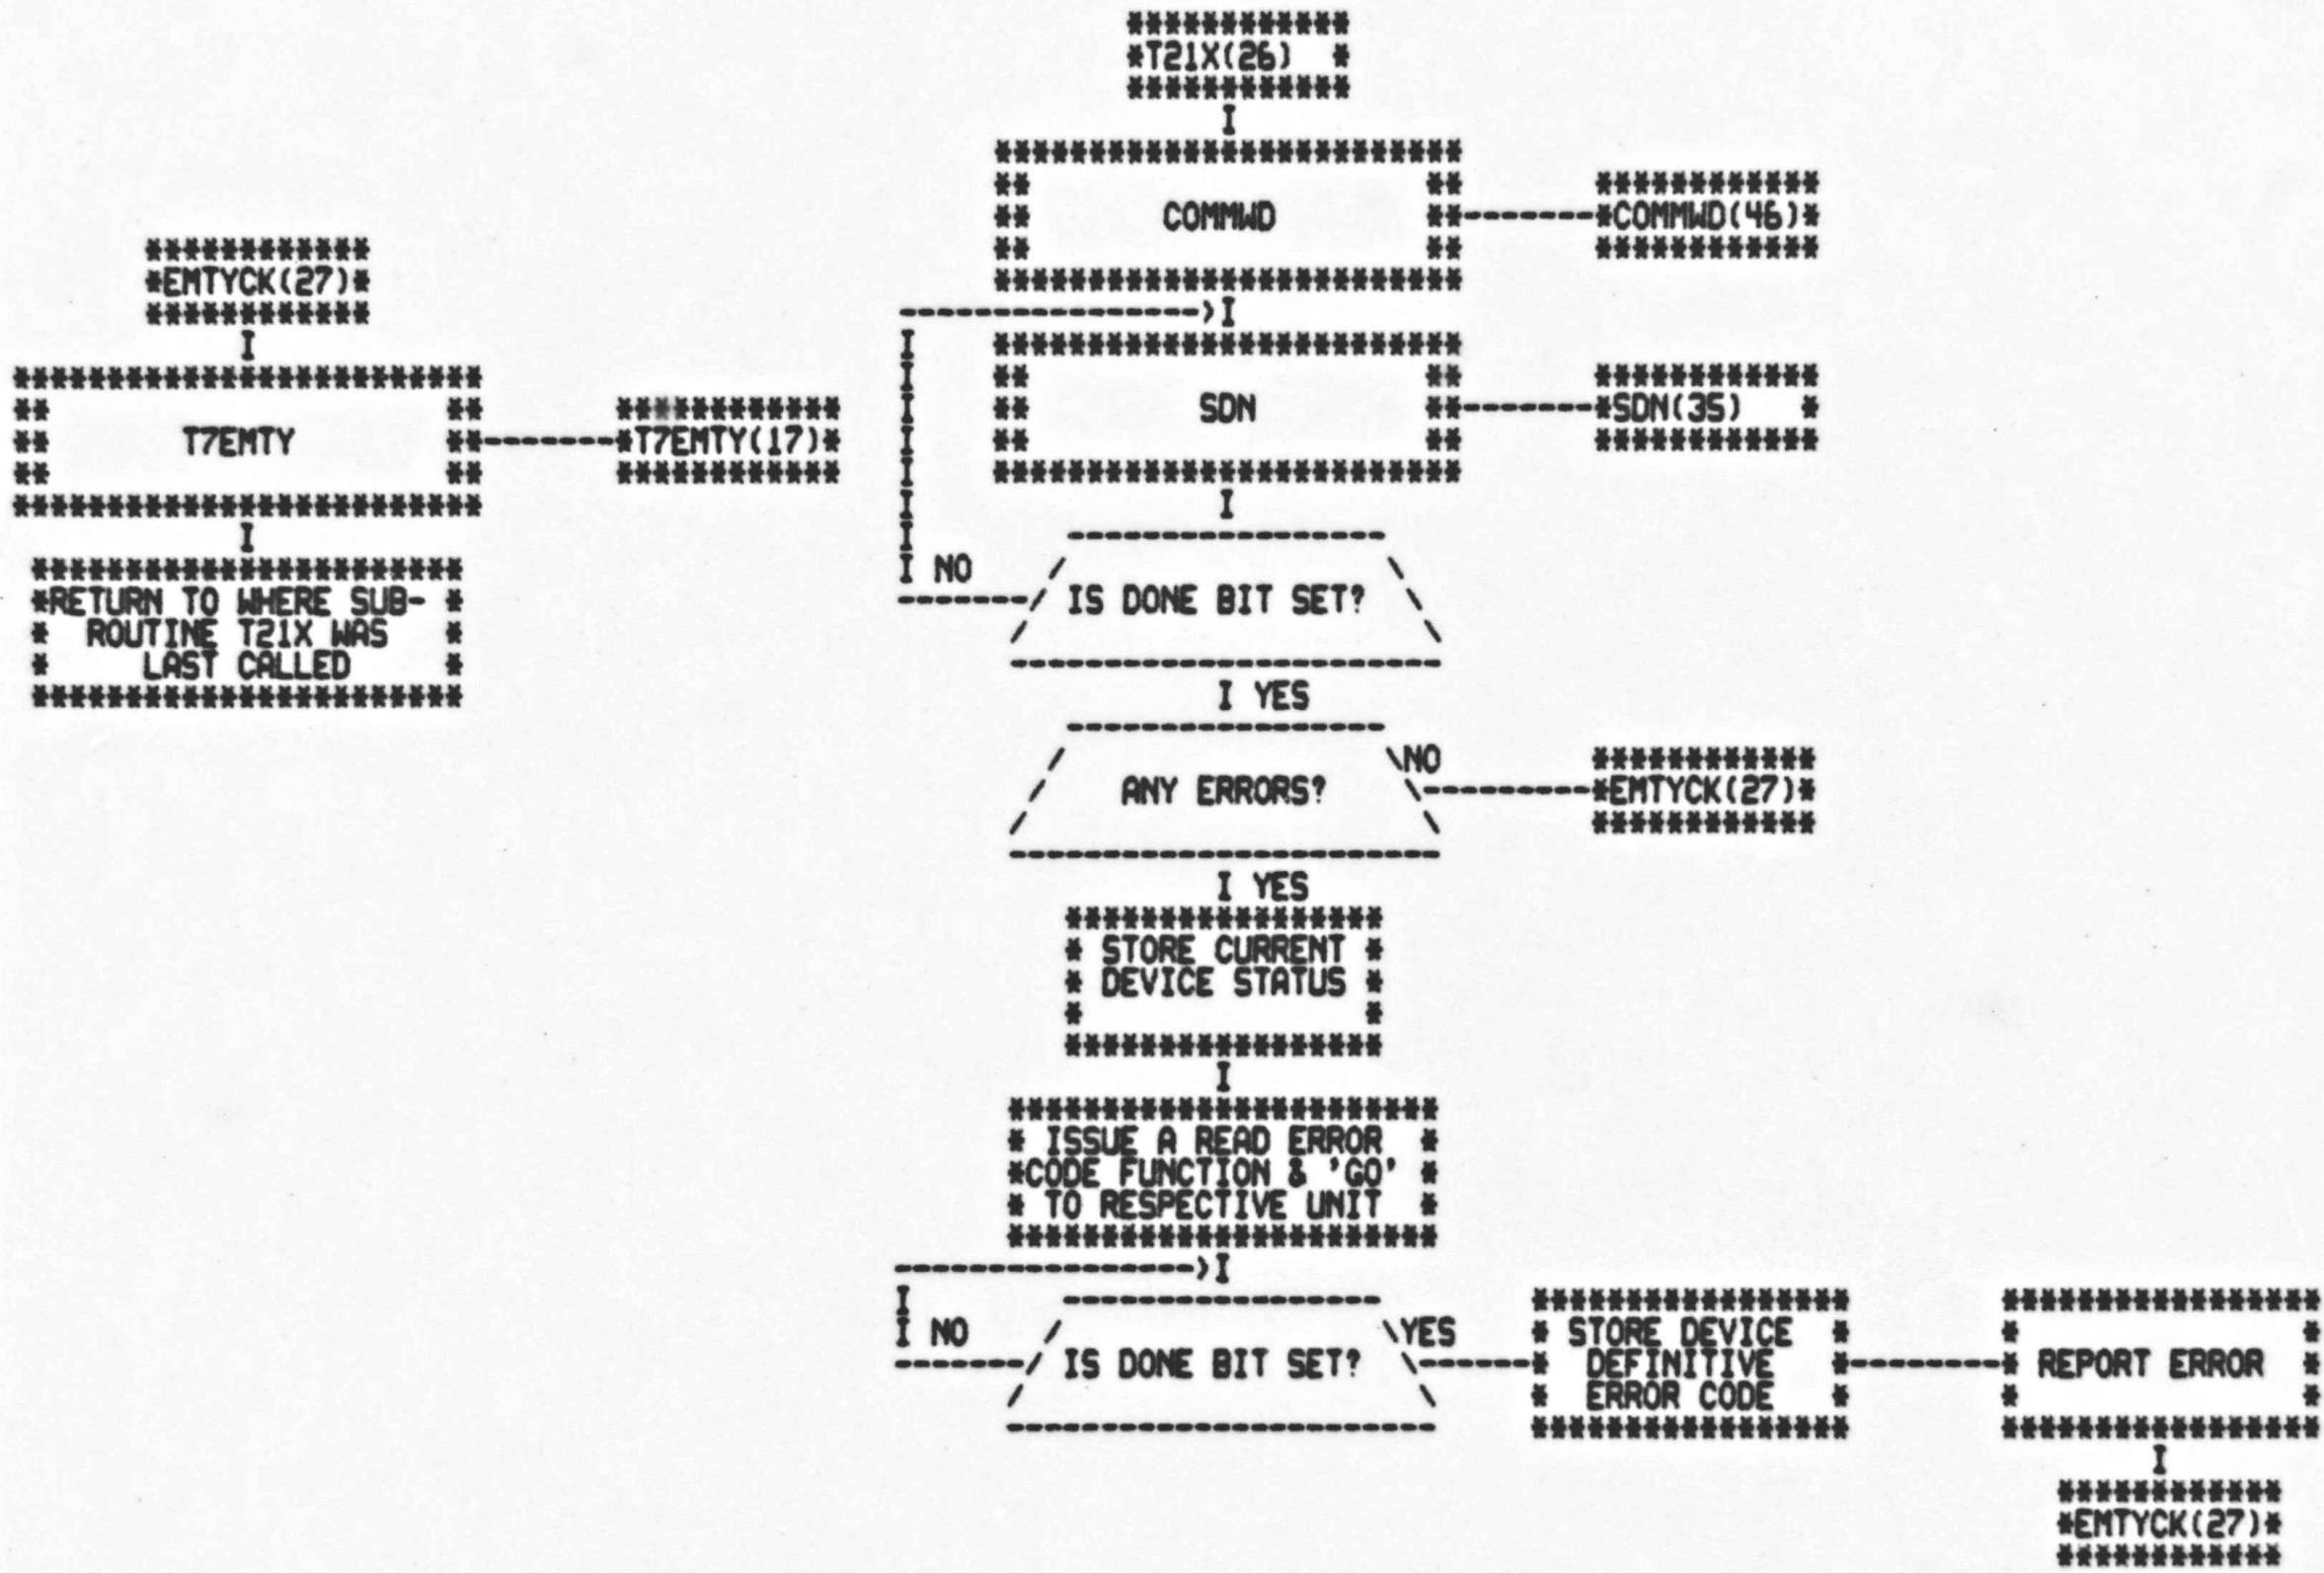 T21X(26)
I
COMMWD
COMMWD(46)
I
SDN
SDN(35)
I
NO
IS DONE BIT SET?
I YES
ANY ERRORS?
NO
EMTYCK(27)
I YES
STORE CURRENT
DEVICE STATUS
I
ISSUE A READ ERROR
CODE FUNCTION & 'GO'
TO RESPECTIVE UNIT
I
NO
IS DONE BIT SET?
YES
STORE DEVICE
DEFINITIVE
ERROR CODE
REPORT ERROR
I
EMTYCK(27)
EMTYCK(27)
I
T7EMTY
T7EMTY(17)
I
RETURN TO WHERE SUB-
ROUTINE T21X WAS
LAST CALLED